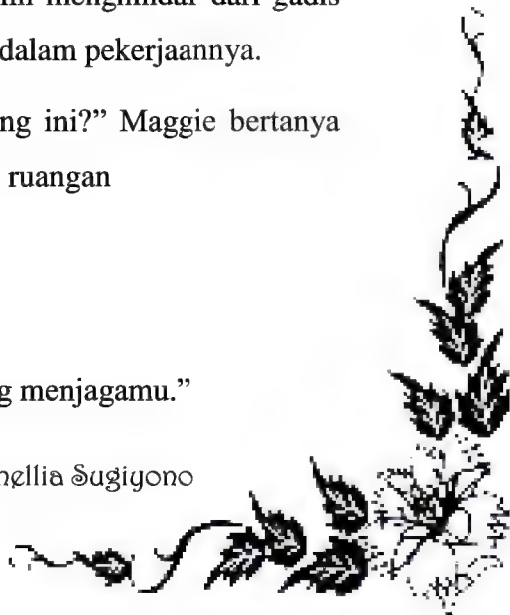 menghindar dari gadis
dalam pekerjaannya.
ng ini?” Maggie bertanya
ruangan
g menjagamu.”
nellia Sugiyono